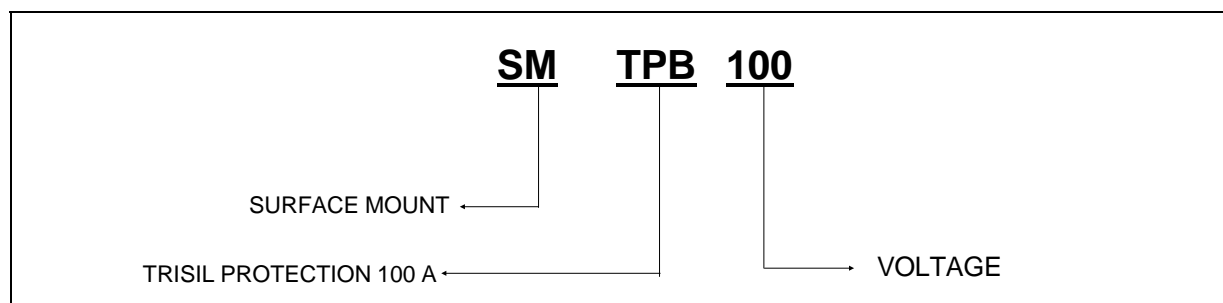 SM TPB 100
SURFACE MOUNT
TRISIL PROTECTION 100 A
VOLTAGE